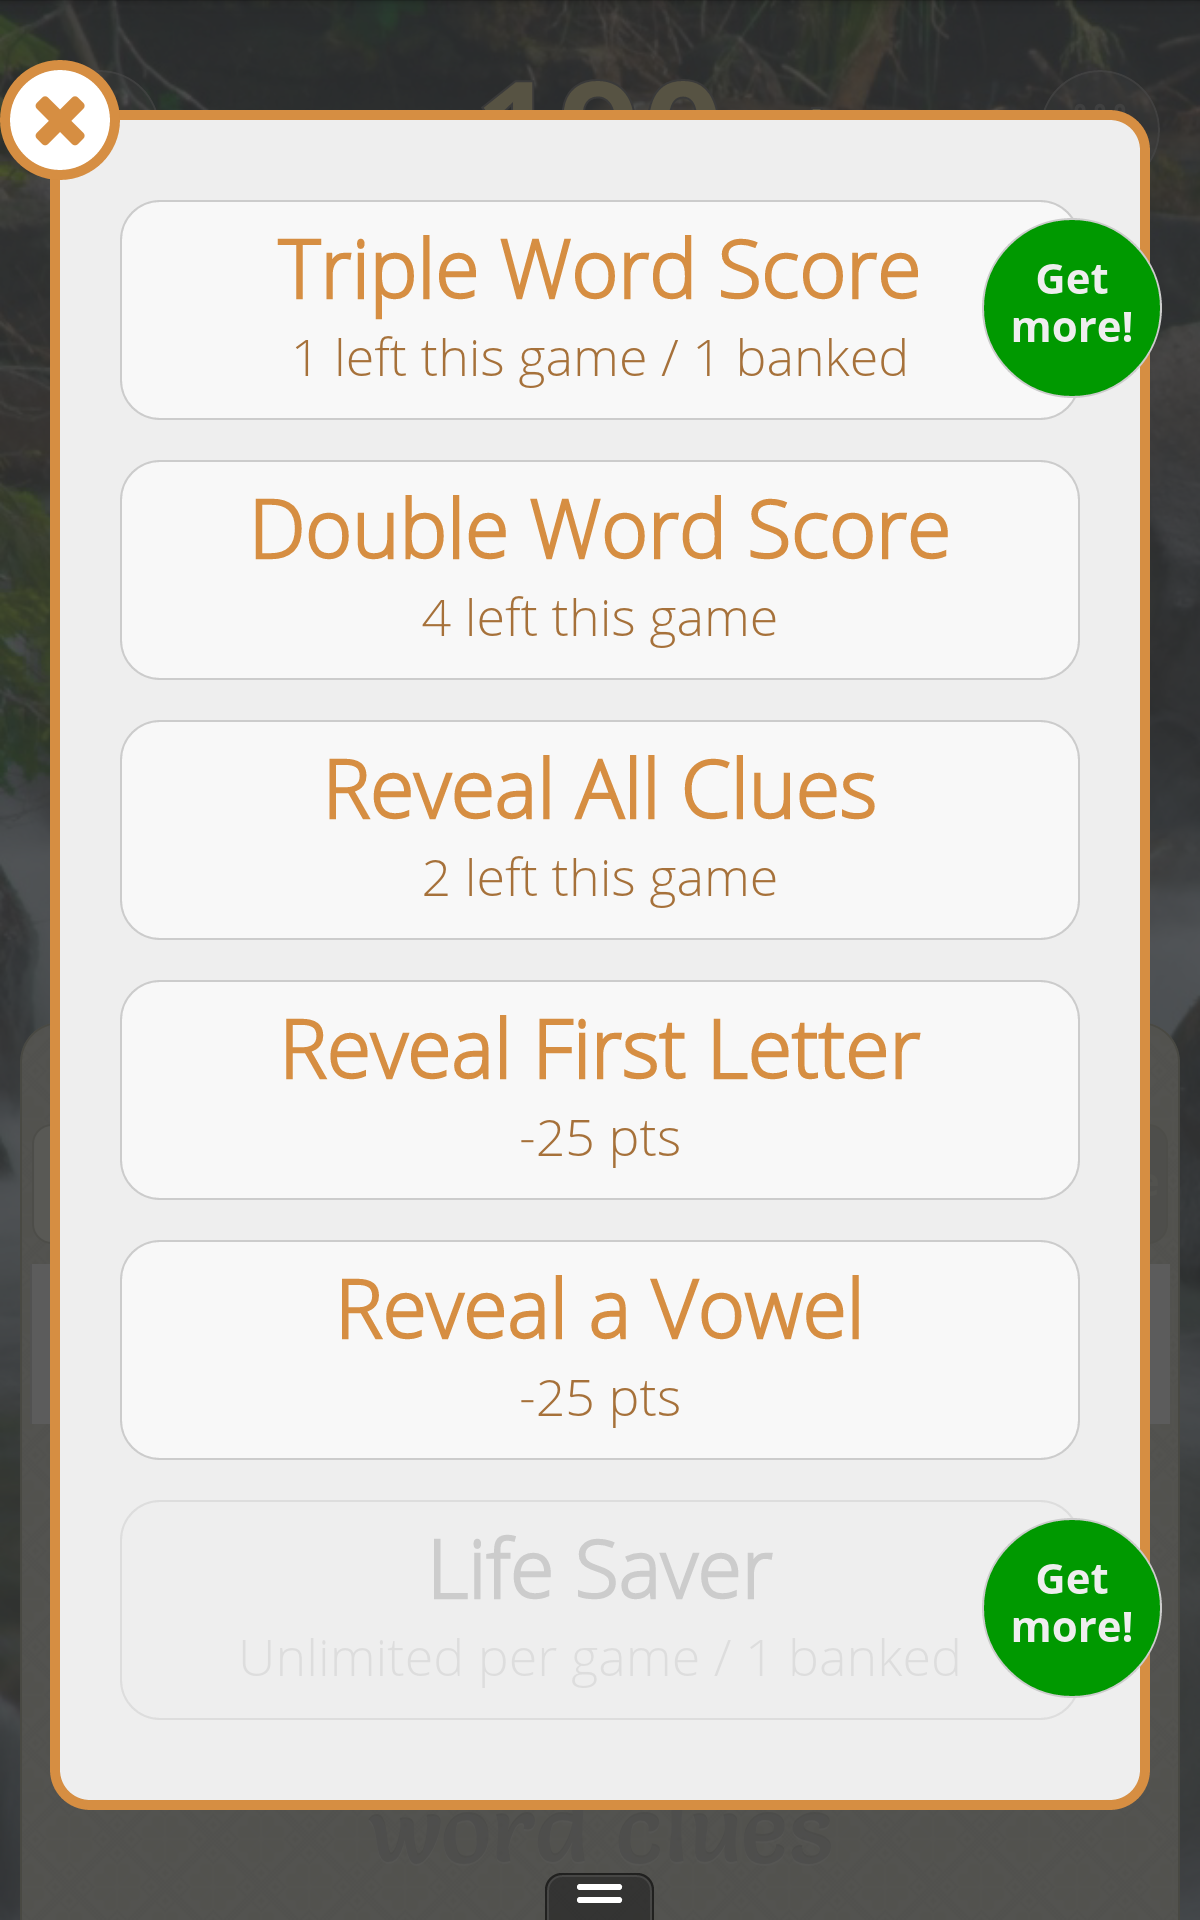 Triple Word Score
1 left this game / 1 banked
Get
more!
Double Word Score
4 left this game
Reveal All Clues
2 left this game
Reveal First Letter
-25 pts
Reveal a Vowel
-25 pts
Life Saver
Unlimited per game / 1 banked
Get
more!
word clues